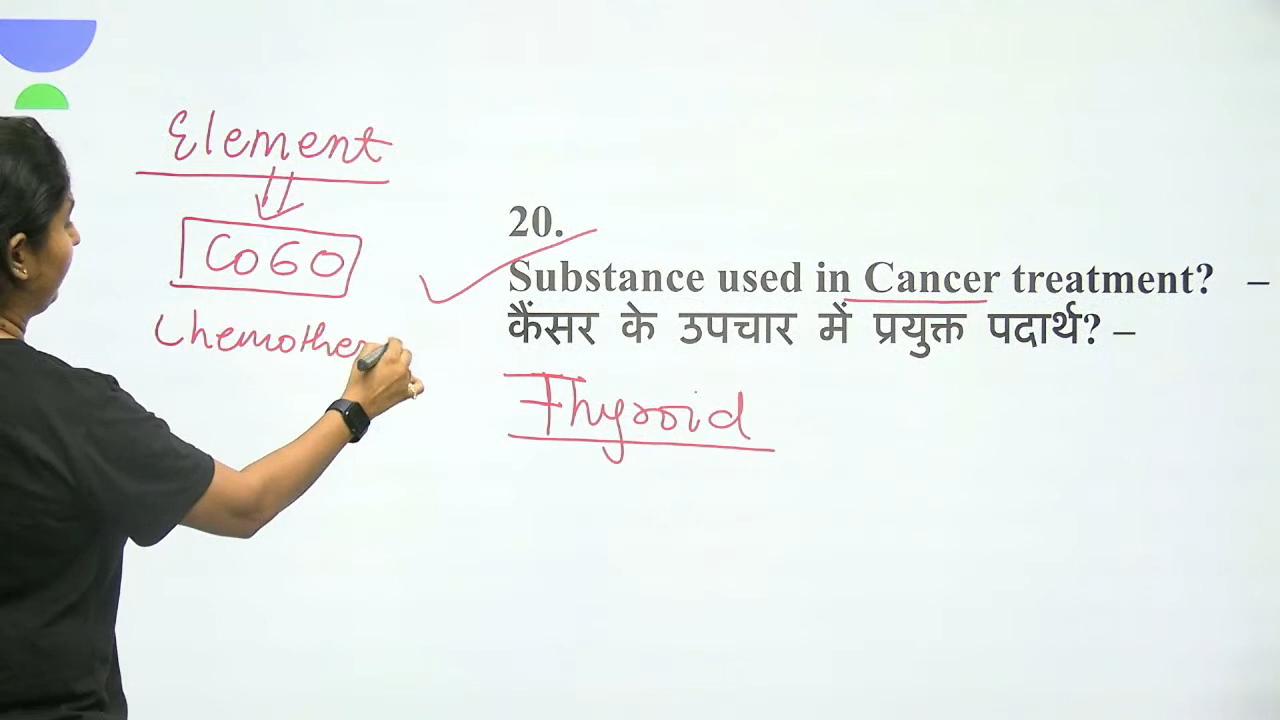 Element
Co60
Chemother
20.
Substance used in Cancer treatment? –
कैंसर के उपचार में प्रयुक्त पदार्थ? –
Thyroid